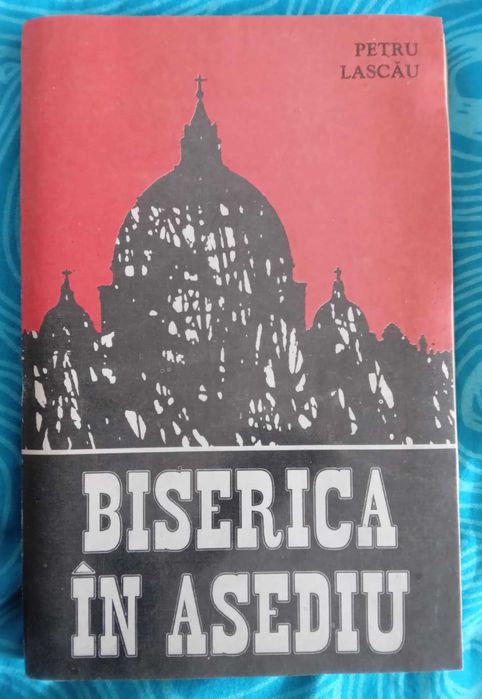 PETRU
LASCĂU
BISERICA
ÎN ASEDIU